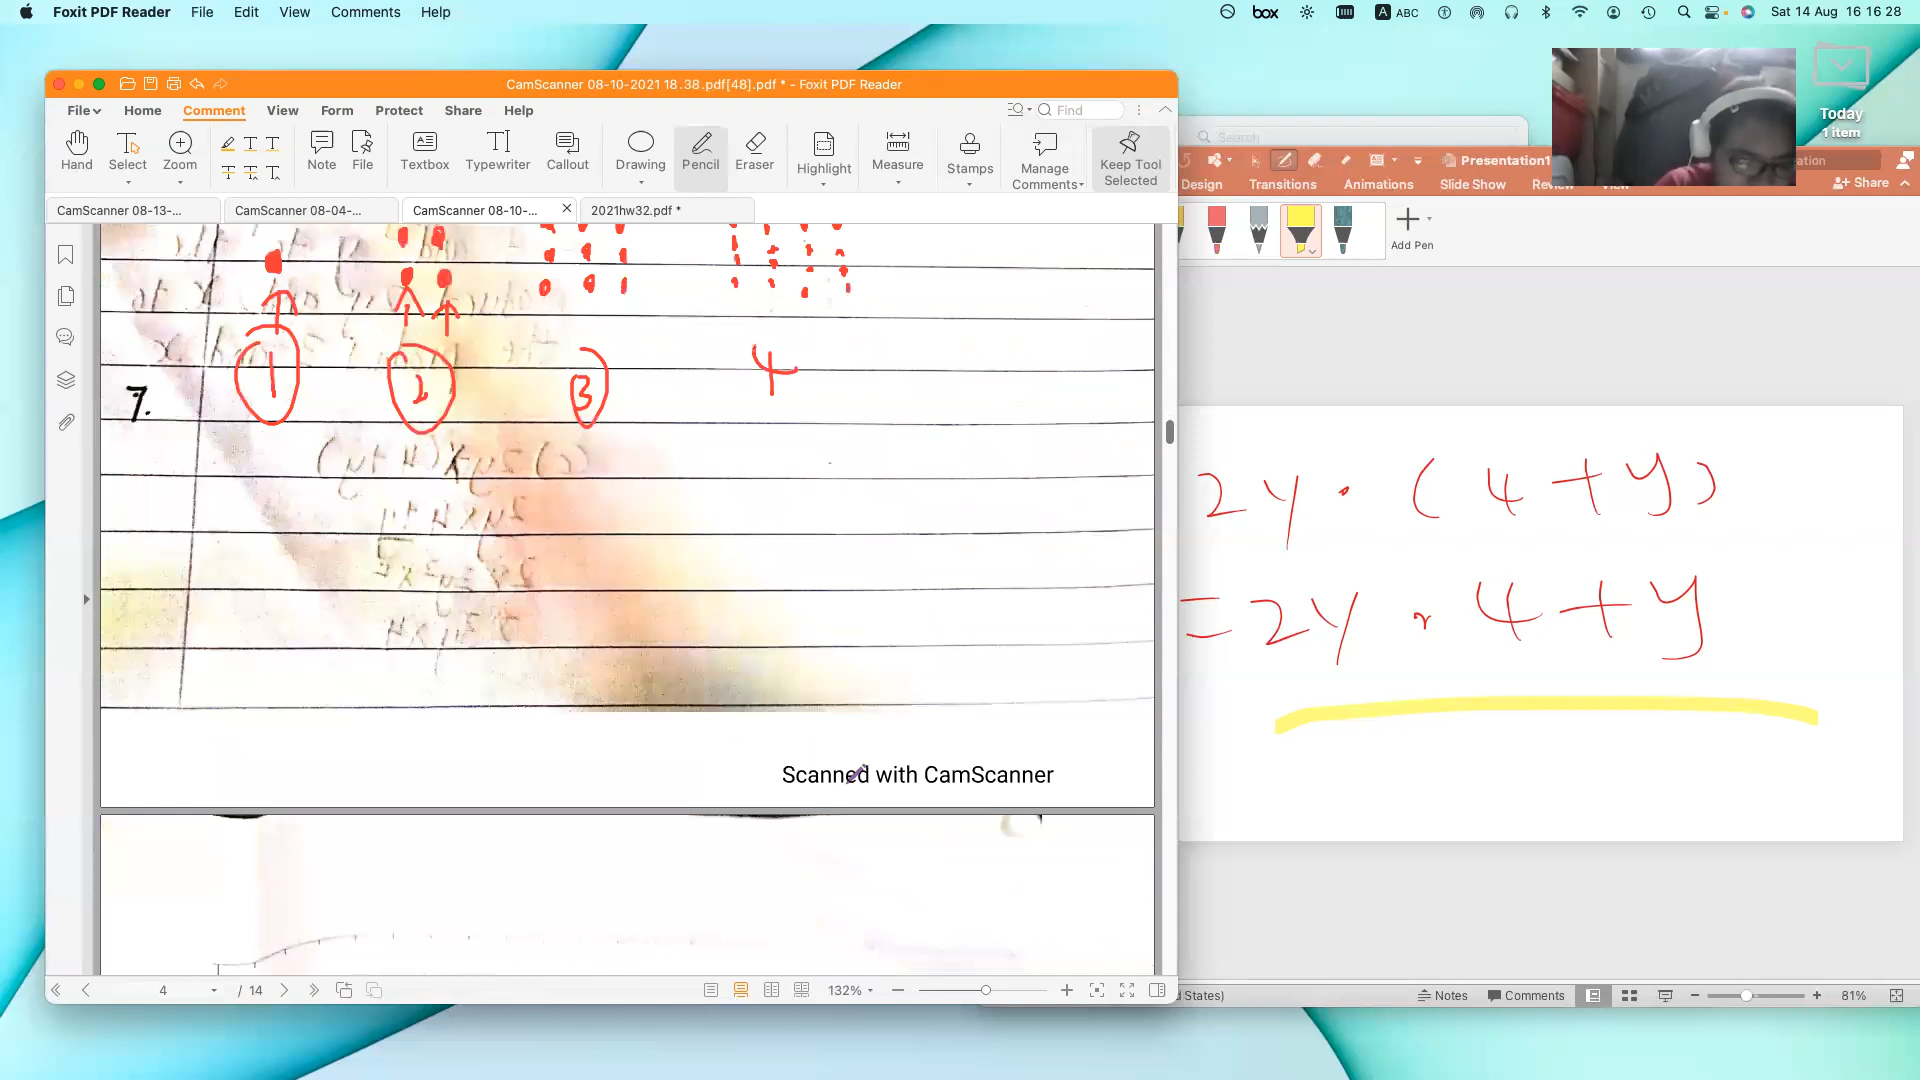 Foxit PDF Reader File Edit View Comments Help
box A ABC Sat 14 Aug 16 16 28
CamScanner 08-10-2021 18.38.pdf[48].pdf * - Foxit PDF Reader
File Home Comment View Form Protect Share Help Find
Hand Select Zoom Note File Textbox Typewriter Callout Drawing Pencil Eraser Highlight Measure Stamps Manage Comments Keep Tool Selected
CamScanner 08-13-... CamScanner 08-04-... CamScanner 08-10-... 2021hw32.pdf *
1 2 3 4
7.
Scanned with CamScanner
4 / 14 132%
Today
1 item
Search
Presentation1
Design Transitions Animations Slide Show View Share
Add Pen
2y · (4+y)
= 2y · 4+y
d States) Notes Comments 81%